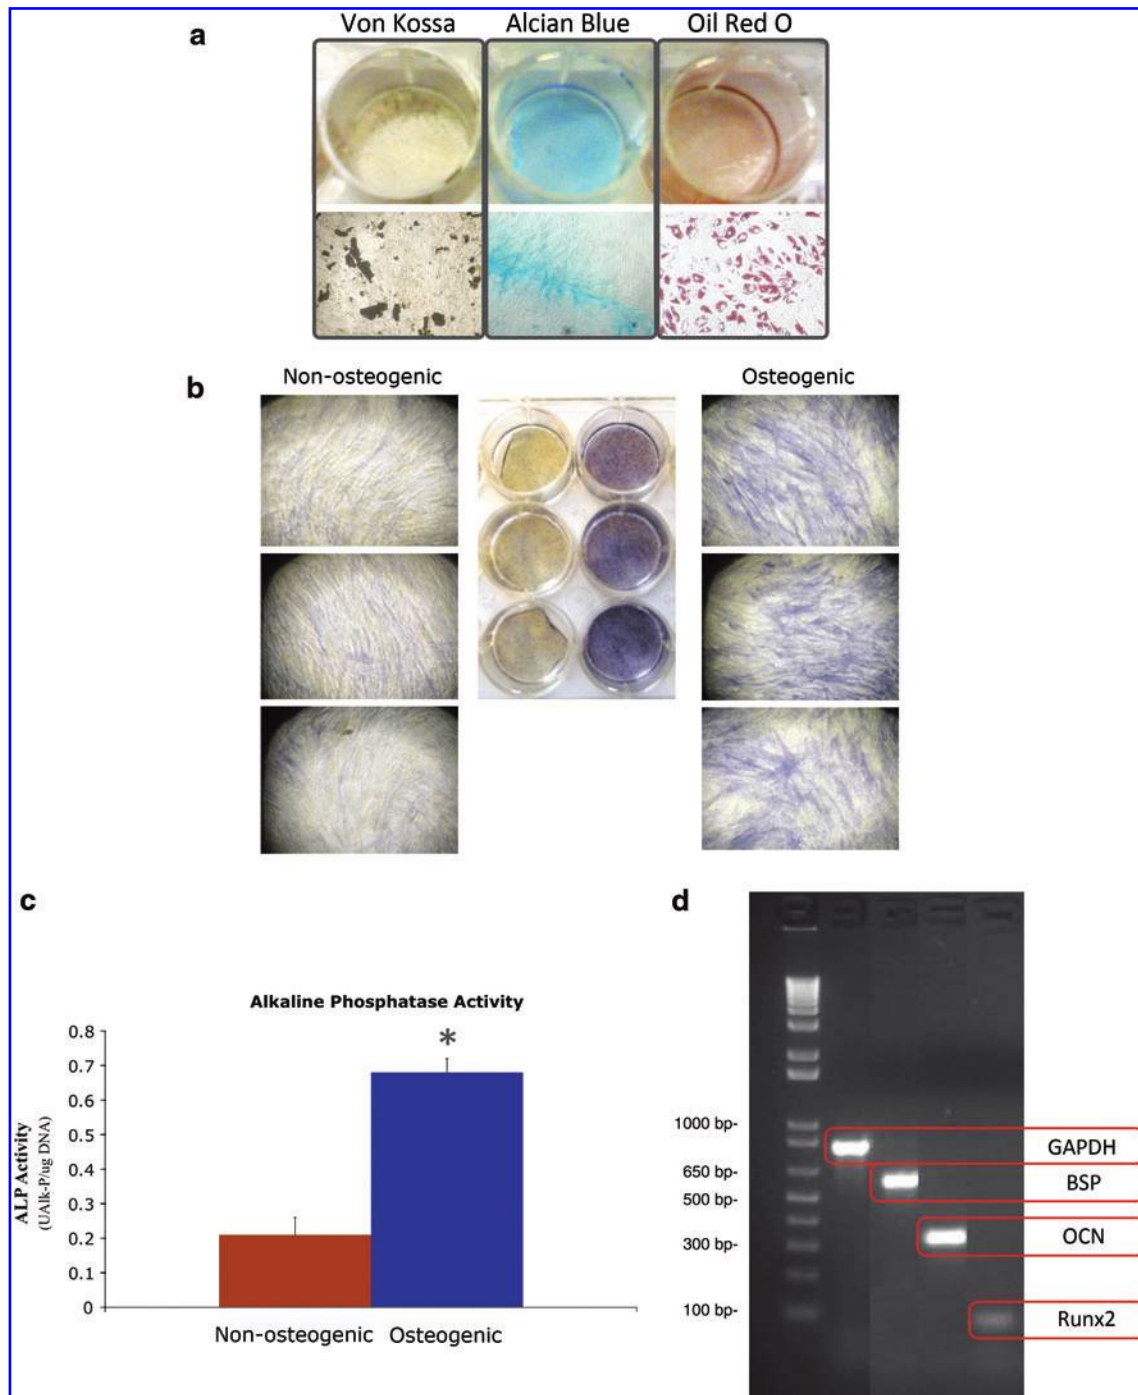 a
Von Kossa Alcian Blue Oil Red O
b
Non-osteogenic Osteogenic
c
Alkaline Phosphatase Activity
ALP Activity
(UAlk-P/ug DNA)
0.8
0.7
0.6
0.5
0.4
0.3
0.2
0.1
0
*
Non-osteogenic Osteogenic
d
1000 bp-
650 bp-
500 bp-
300 bp-
100 bp-
GAPDH
BSP
OCN
Runx2